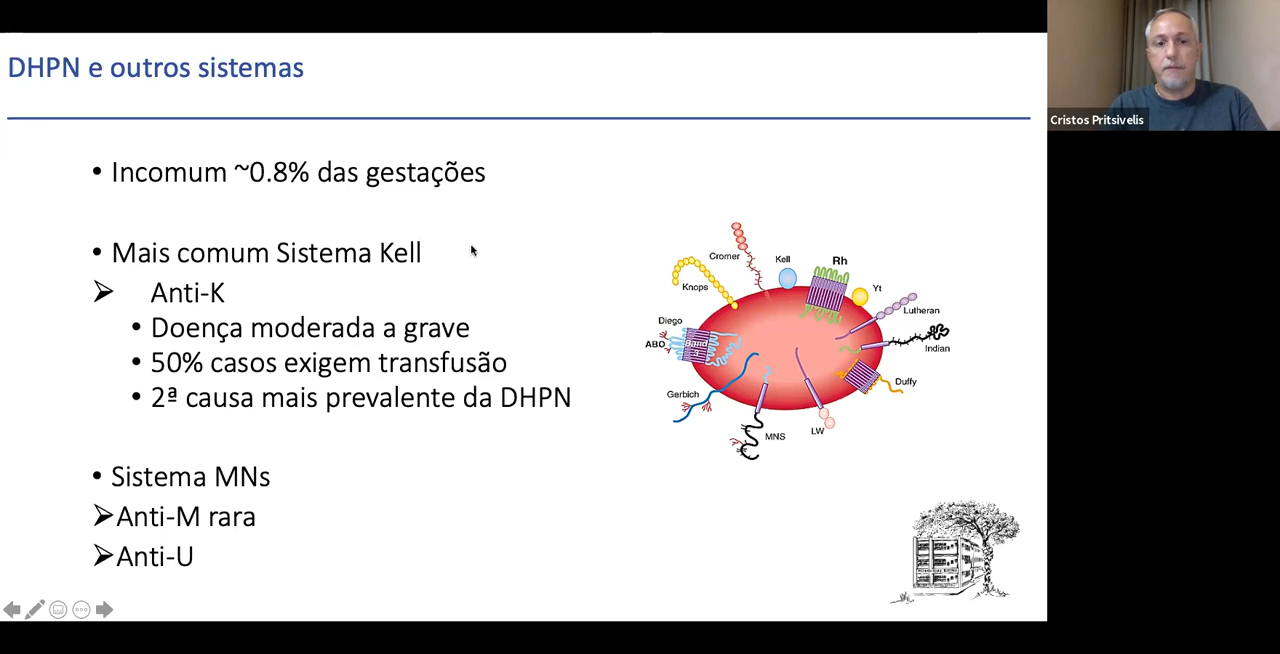 DHPN e outros sistemas
• Incomum ~0.8% das gestações
• Mais comum Sistema Kell
➢ Anti-K
• Doença moderada a grave
• 50% casos exigem transfusão
• 2ª causa mais prevalente da DHPN
• Sistema MNs
➢Anti-M rara
➢Anti-U
Cromer
Kell
Rh
Knops
Yt
Lutheran
Diego
ABO
Band
3
Indian
Duffy
Gerbich
MNS
LW
Cristos Pritsivelis